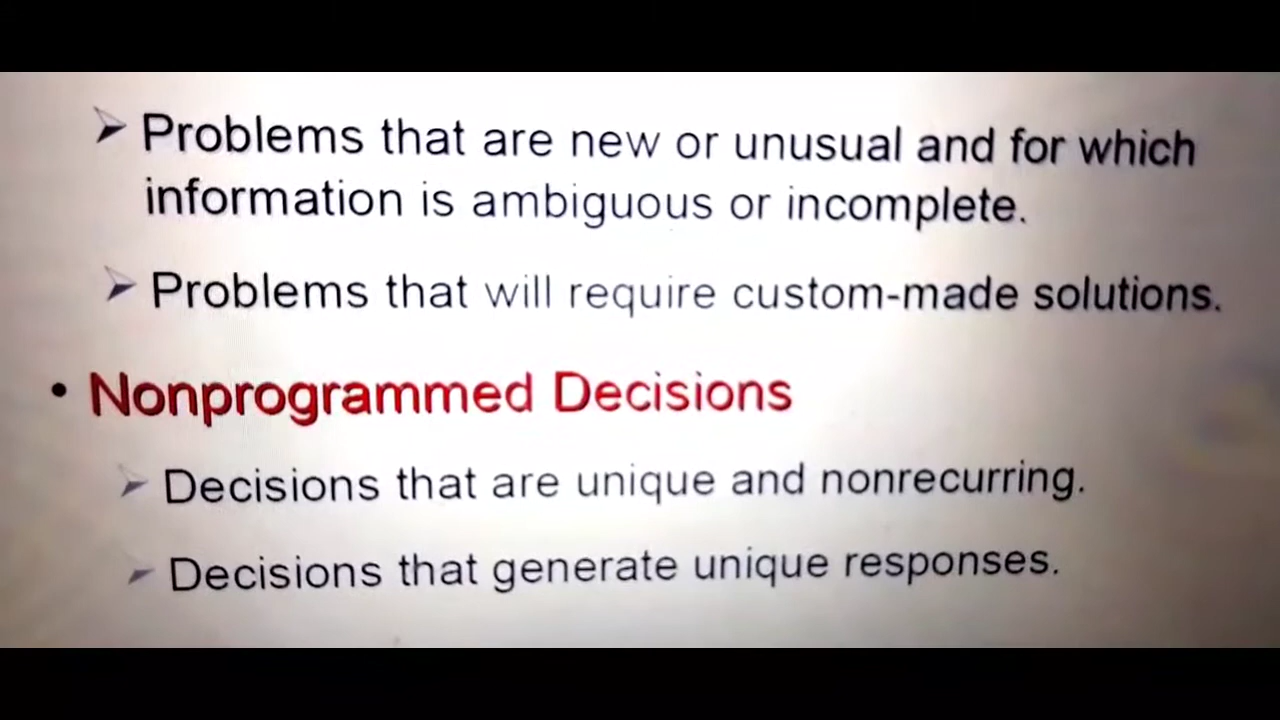 ➢ Problems that are new or unusual and for which
information is ambiguous or incomplete.
➢ Problems that will require custom-made solutions.
• Nonprogrammed Decisions
➢ Decisions that are unique and nonrecurring.
➢ Decisions that generate unique responses.